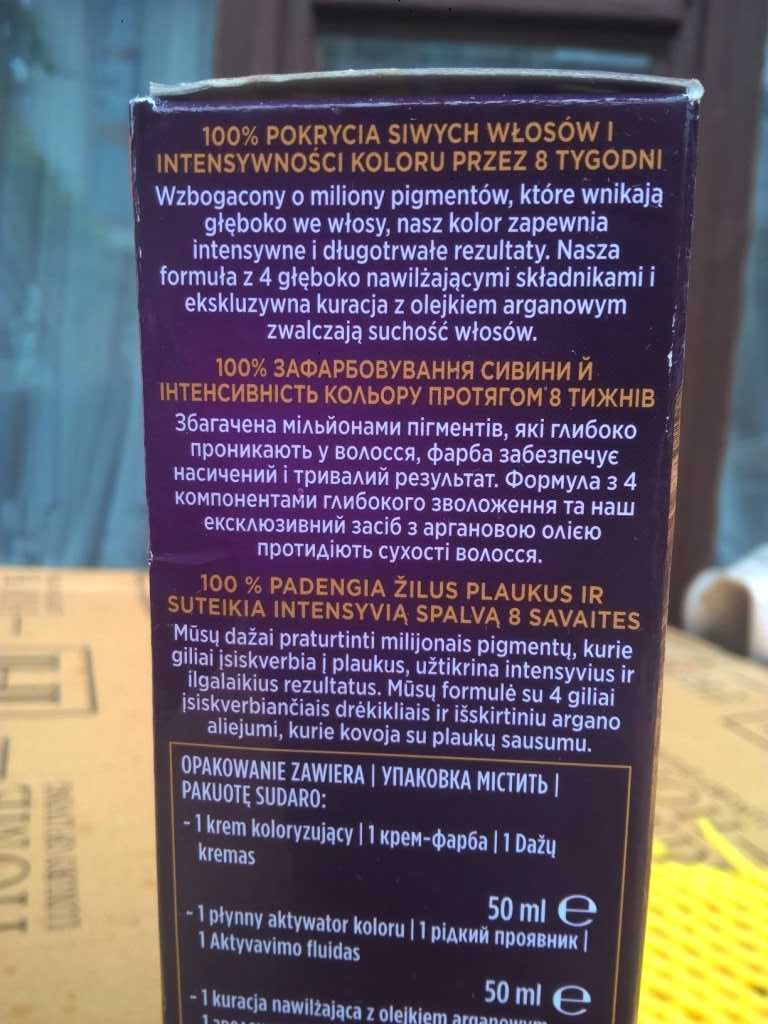 100% POKRYCIA SIWYCH WŁOSÓW I
INTENSYWNOŚCI KOLORU PRZEZ 8 TYGODNI
Wzbogacony o miliony pigmentów, które wnikają
głęboko we włosy, nasz kolor zapewnia
intensywne i długotrwałe rezultaty. Nasza
formuła z 4 głęboko nawilżającymi składnikami i
ekskluzywna kuracja z olejkiem arganowym
zwalczają suchość włosów.
100% ЗАФАРБОВУВАННЯ СИВИНИ Й
ІНТЕНСИВНІСТЬ КОЛЬОРУ ПРОТЯГОМ 8 ТИЖНІВ
Збагачена мільйонами пігментів, які глибоко
проникають у волосся, фарба забезпечує
насичений і тривалий результат. Формула з 4
компонентами глибокого зволоження та наш
ексклюзивний засіб з аргановою олією
протидіють сухості волосся.
100 % PADENGIA ŽILUS PLAUKUS IR
SUTEIKIA INTENSYVIĄ SPALVĄ 8 SAVAITES
Mūsų dažai praturtinti milijonais pigmentų, kurie
giliai įsiskverbia į plaukus, užtikrina intensyvius ir
ilgalaikius rezultatus. Mūsų formulė su 4 giliai
įsiskverbiančiais drėkikliais ir išskirtiniu argano
aliejumi, kurie kovoja su plaukų sausumu.
OPAKOWANIE ZAWIERA | УПАКОВКА МІСТИТЬ |
PAKUOTĘ SUDARO:
- 1 krem koloryzujący | 1 крем-фарба | 1 Dažų
kremas
50 ml ℮
- 1 płynny aktywator koloru | 1 рідкий проявник |
1 Aktyvavimo fluidas
50 ml ℮
- 1 kuracja nawilżająca z olejkiem arganowym
HOME
LUXURY OF LIVING